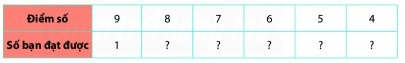 Điểm số 9 8 7 6 5 4
Số bạn đạt được 1 ? ? ? ? ?